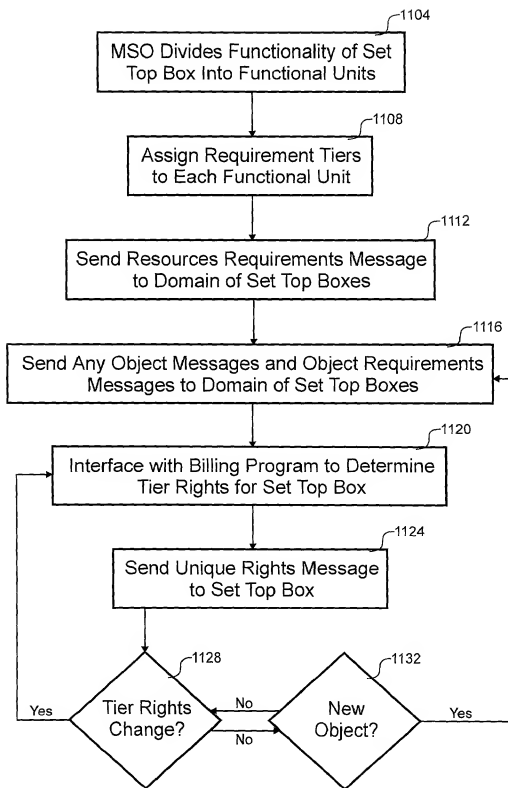 1104
MSO Divides Functionality of Set
Top Box Into Functional Units
1108
Assign Requirement Tiers
to Each Functional Unit
1112
Send Resources Requirements Message
to Domain of Set Top Boxes
1116
Send Any Object Messages and Object Requirements
Messages to Domain of Set Top Boxes
1120
Interface with Billing Program to Determine
Tier Rights for Set Top Box
1124
Send Unique Rights Message
to Set Top Box
1128
1132
Yes
Tier Rights
Change?
No
No
New
Object?
Yes